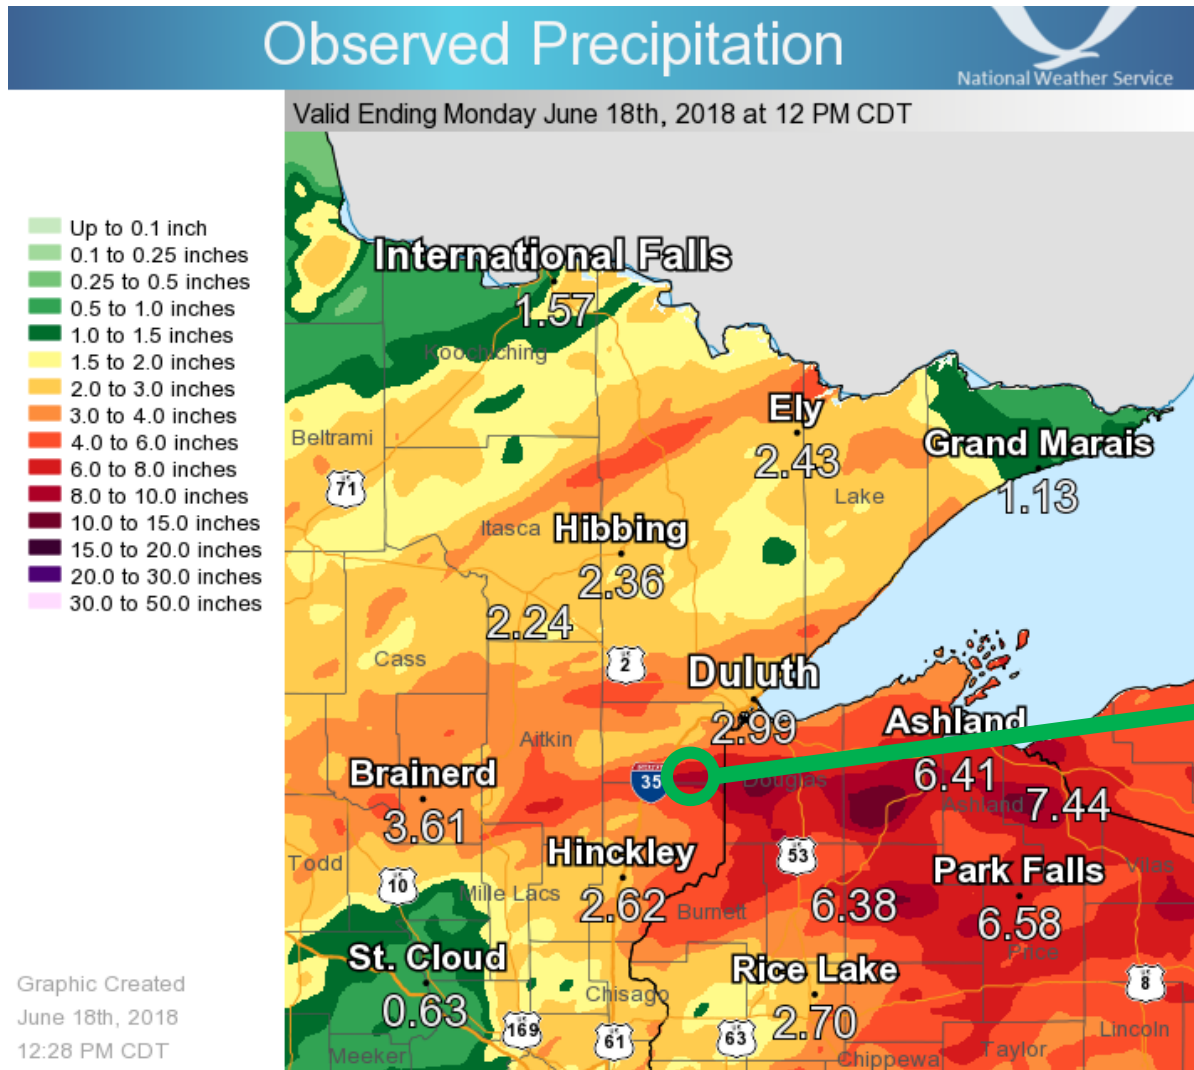 Observed Precipitation
National Weather Service
Valid Ending Monday June 18th, 2018 at 12 PM CDT
Up to 0.1 inch
0.1 to 0.25 inches
0.25 to 0.5 inches
0.5 to 1.0 inches
1.0 to 1.5 inches
1.5 to 2.0 inches
2.0 to 3.0 inches
3.0 to 4.0 inches
4.0 to 6.0 inches
6.0 to 8.0 inches
8.0 to 10.0 inches
10.0 to 15.0 inches
15.0 to 20.0 inches
20.0 to 30.0 inches
30.0 to 50.0 inches
International Falls
1.57
Koochiching
Ely
2.43
Beltrami
Grand Marais
1.13
US
71
Lake
Itasca
Hibbing
2.36
2.24
Cass
US
2
Duluth
2.99
Ashland
6.41
Aitkin
Brainerd
3.61
35
Douglas
Ashland
7.44
Hinckley
2.62
US
53
Todd
US
10
Mille Lacs
Burnett
6.38
Park Falls
6.58
Vilas
Price
St. Cloud
0.63
Rice Lake
2.70
Chisago
US
8
US
169
US
61
US
63
Lincoln
Meeker
Chippewa
Taylor
Graphic Created
June 18th, 2018
12:28 PM CDT